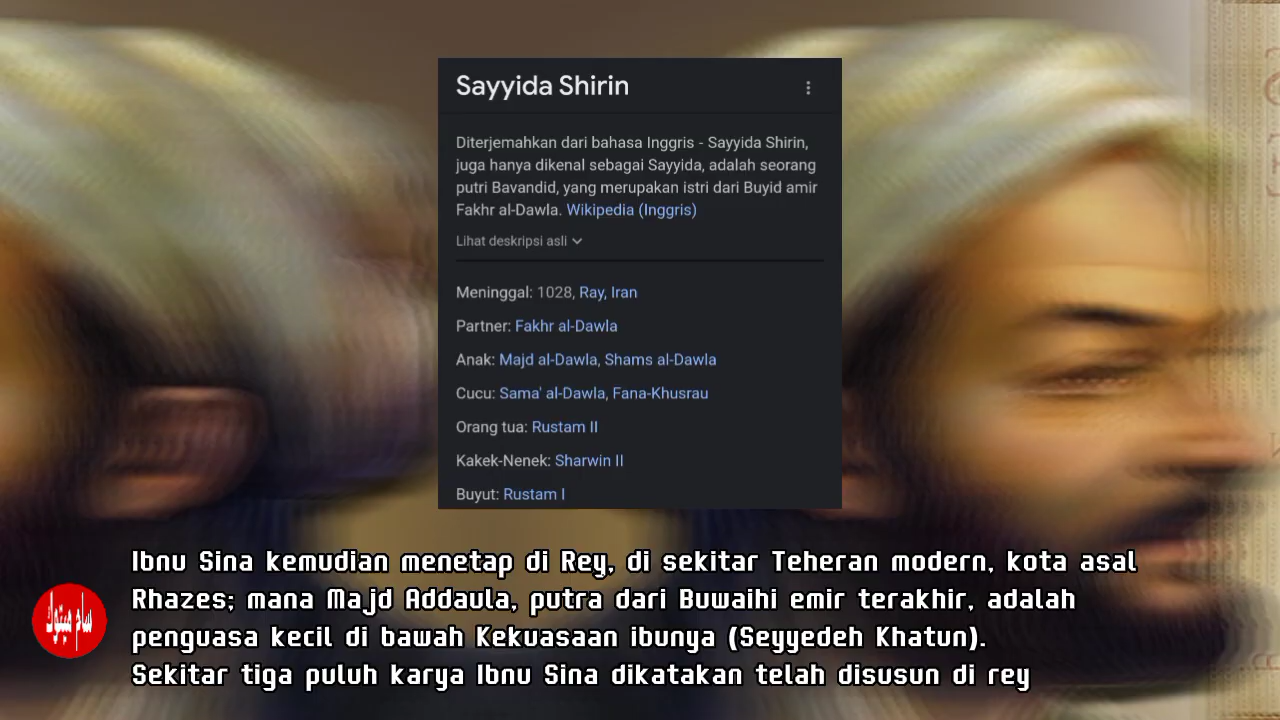 Sayyida Shirin
Diterjemahkan dari bahasa Inggris - Sayyida Shirin,
juga hanya dikenal sebagai Sayyida, adalah seorang
putri Bavandid, yang merupakan istri dari Buyid amir
Fakhr al-Dawla. Wikipedia (Inggris)
Lihat deskripsi asli
Meninggal: 1028, Ray, Iran
Partner: Fakhr al-Dawla
Anak: Majd al-Dawla, Shams al-Dawla
Cucu: Sama' al-Dawla, Fana-Khusrau
Orang tua: Rustam II
Kakek-Nenek: Sharwin II
Buyut: Rustam I
Ibnu Sina kemudian menetap di Rey, di sekitar Teheran modern, kota asal
Rhazes; mana Majd Addaula, putra dari Buwaihi emir terakhir, adalah
penguasa kecil di bawah Kekuasaan ibunya (Seyyedeh Khatun).
Sekitar tiga puluh karya Ibnu Sina dikatakan telah disusun di rey